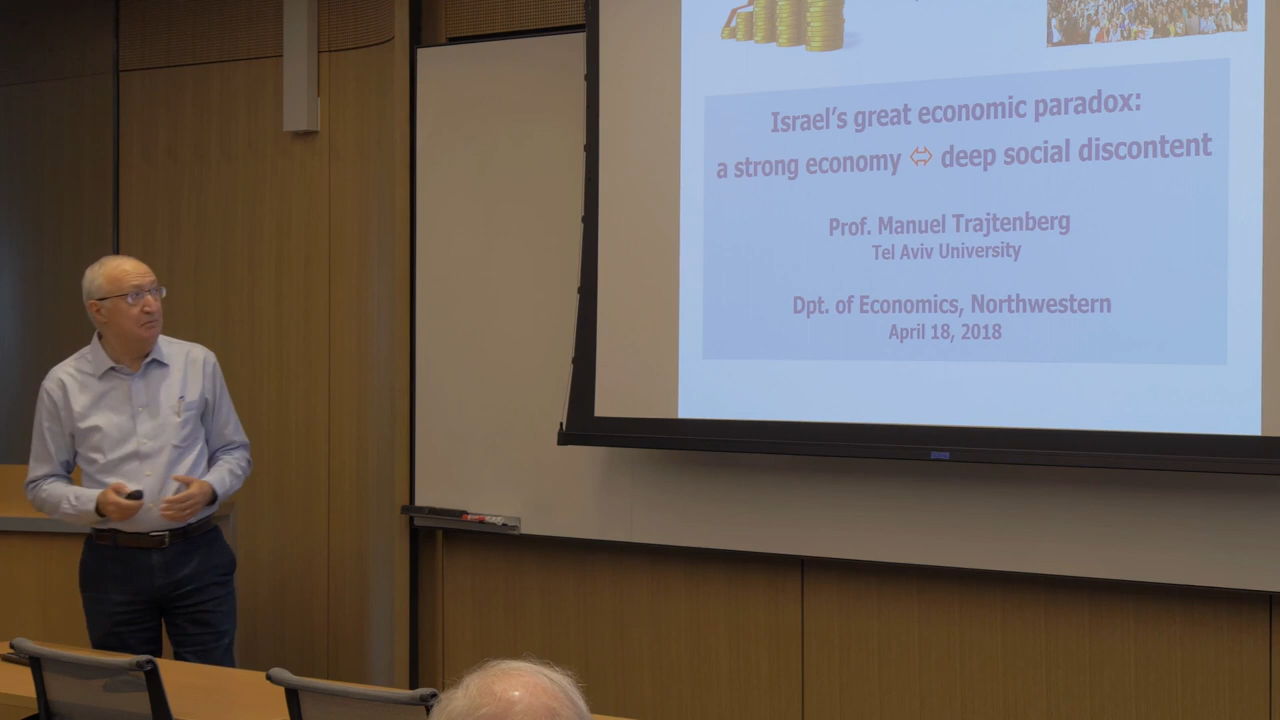 Israel's great economic paradox:
a strong economy ⇔ deep social discontent
Prof. Manuel Trajtenberg
Tel Aviv University
Dpt. of Economics, Northwestern
April 18, 2018